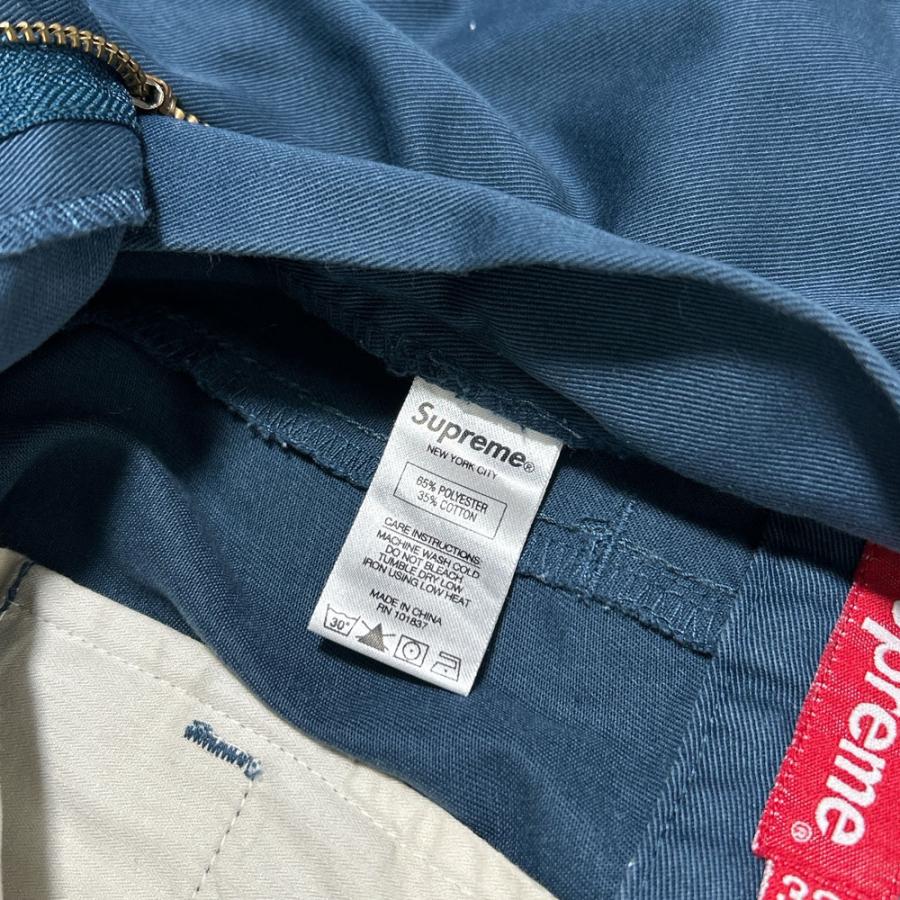 Supreme®
NEW YORK CITY
65% POLYESTER
35% COTTON
CARE INSTRUCTIONS:
MACHINE WASH COLD
DO NOT BLEACH
TUMBLE DRY LOW
IRON USING LOW HEAT
MADE IN CHINA
RN 101837
30°
preme®